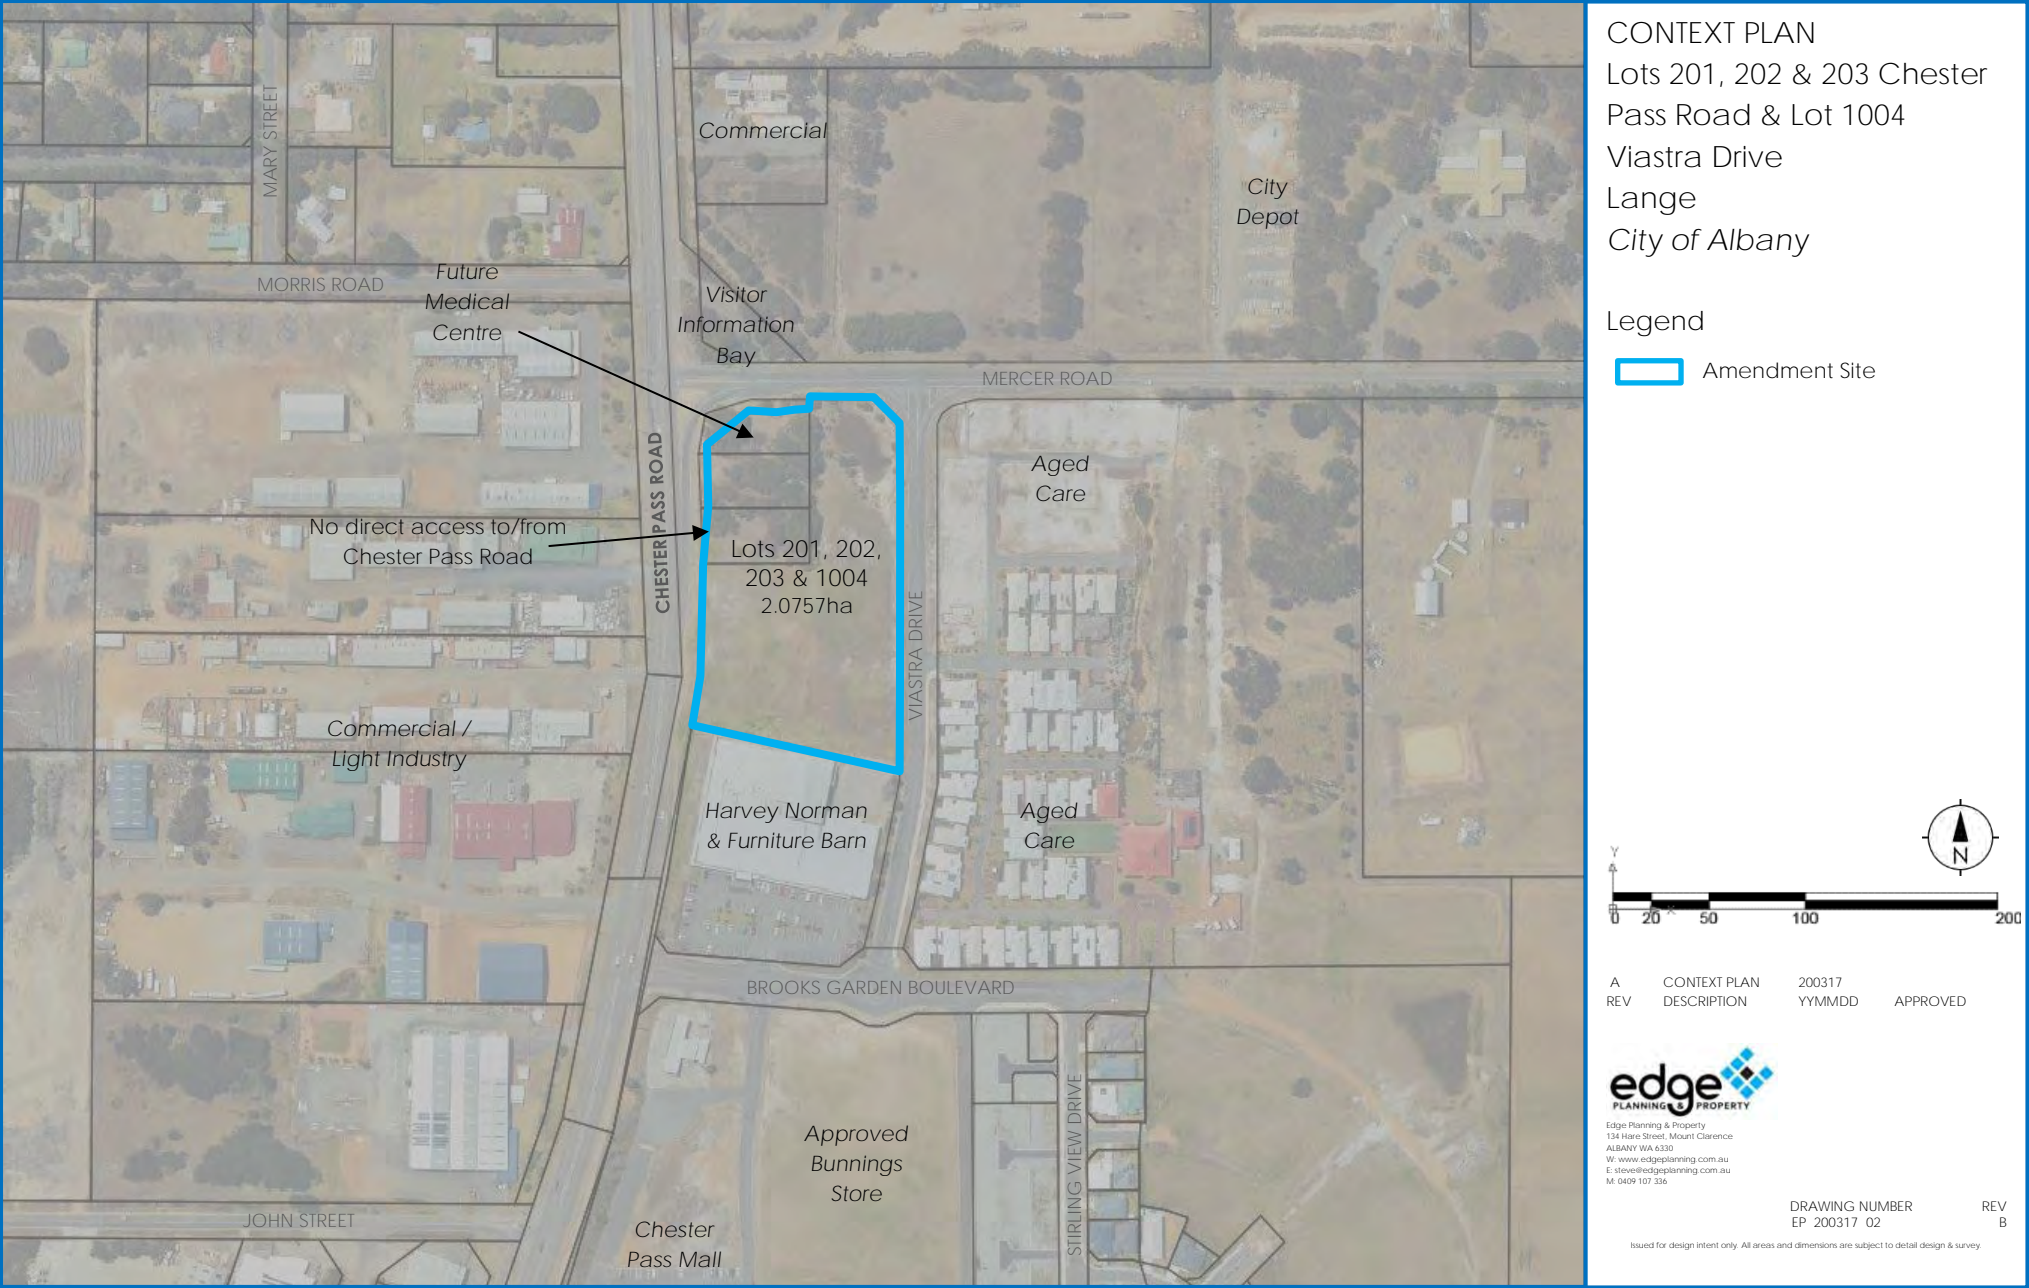 CONTEXT PLAN
Lots 201, 202 & 203 Chester
Pass Road & Lot 1004
Viastra Drive
Lange
City of Albany
Legend
Amendment Site
MARY STREET
Commercial
City
Depot
MORRIS ROAD
Future
Medical
Centre
Visitor
Information
Bay
MERCER ROAD
CHESTER PASS ROAD
Aged
Care
No direct access to/from
Chester Pass Road
Lots 201, 202,
203 & 1004
2.0757ha
VIASTRA DRIVE
Commercial /
Light Industry
Harvey Norman
& Furniture Barn
Aged
Care
BROOKS GARDEN BOULEVARD
STIRLING VIEW DRIVE
Approved
Bunnings
Store
JOHN STREET
Chester
Pass Mall
N
Y
X
0 20 50 100 200
A CONTEXT PLAN 200317
REV DESCRIPTION YYMMDD APPROVED
edge
PLANNING & PROPERTY
Edge Planning & Property
134 Hare Street, Mount Clarence
ALBANY WA 6330
W: www.edgeplanning.com.au
E: steve@edgeplanning.com.au
M: 0409 107 336
DRAWING NUMBER REV
EP 200317 02 B
Issued for design intent only. All areas and dimensions are subject to detail design & survey.